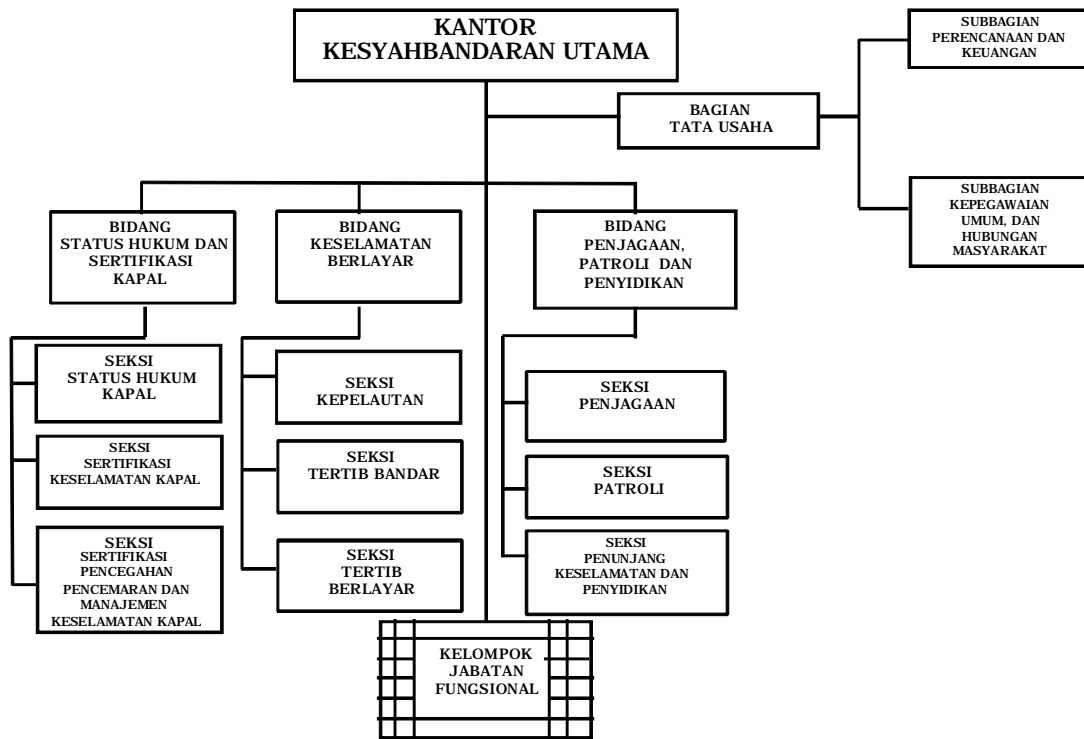 KANTOR
KESYAHBANDARAN UTAMA
SUBBAGIAN
PERENCANAAN DAN
KEUANGAN
BAGIAN
TATA USAHA
SUBBAGIAN
KEPEGAWAIAN
UMUM, DAN
HUBUNGAN
MASYARAKAT
BIDANG
STATUS HUKUM DAN
SERTIFIKASI
KAPAL
BIDANG
KESELAMATAN
BERLAYAR
BIDANG
PENJAGAAN,
PATROLI DAN
PENYIDIKAN
SEKSI
STATUS HUKUM
KAPAL
SEKSI
SERTIFIKASI
KESELAMATAN KAPAL
SEKSI
SERTIFIKASI
PENCEGAHAN
PENCEMARAN DAN
MANAJEMEN
KESELAMATAN KAPAL
SEKSI
KEPELAUTAN
SEKSI
TERTIB BANDAR
SEKSI
TERTIB
BERLAYAR
SEKSI
PENJAGAAN
SEKSI
PATROLI
SEKSI
PENUNJANG
KESELAMATAN DAN
PENYIDIKAN
KELOMPOK
JABATAN
FUNGSIONAL